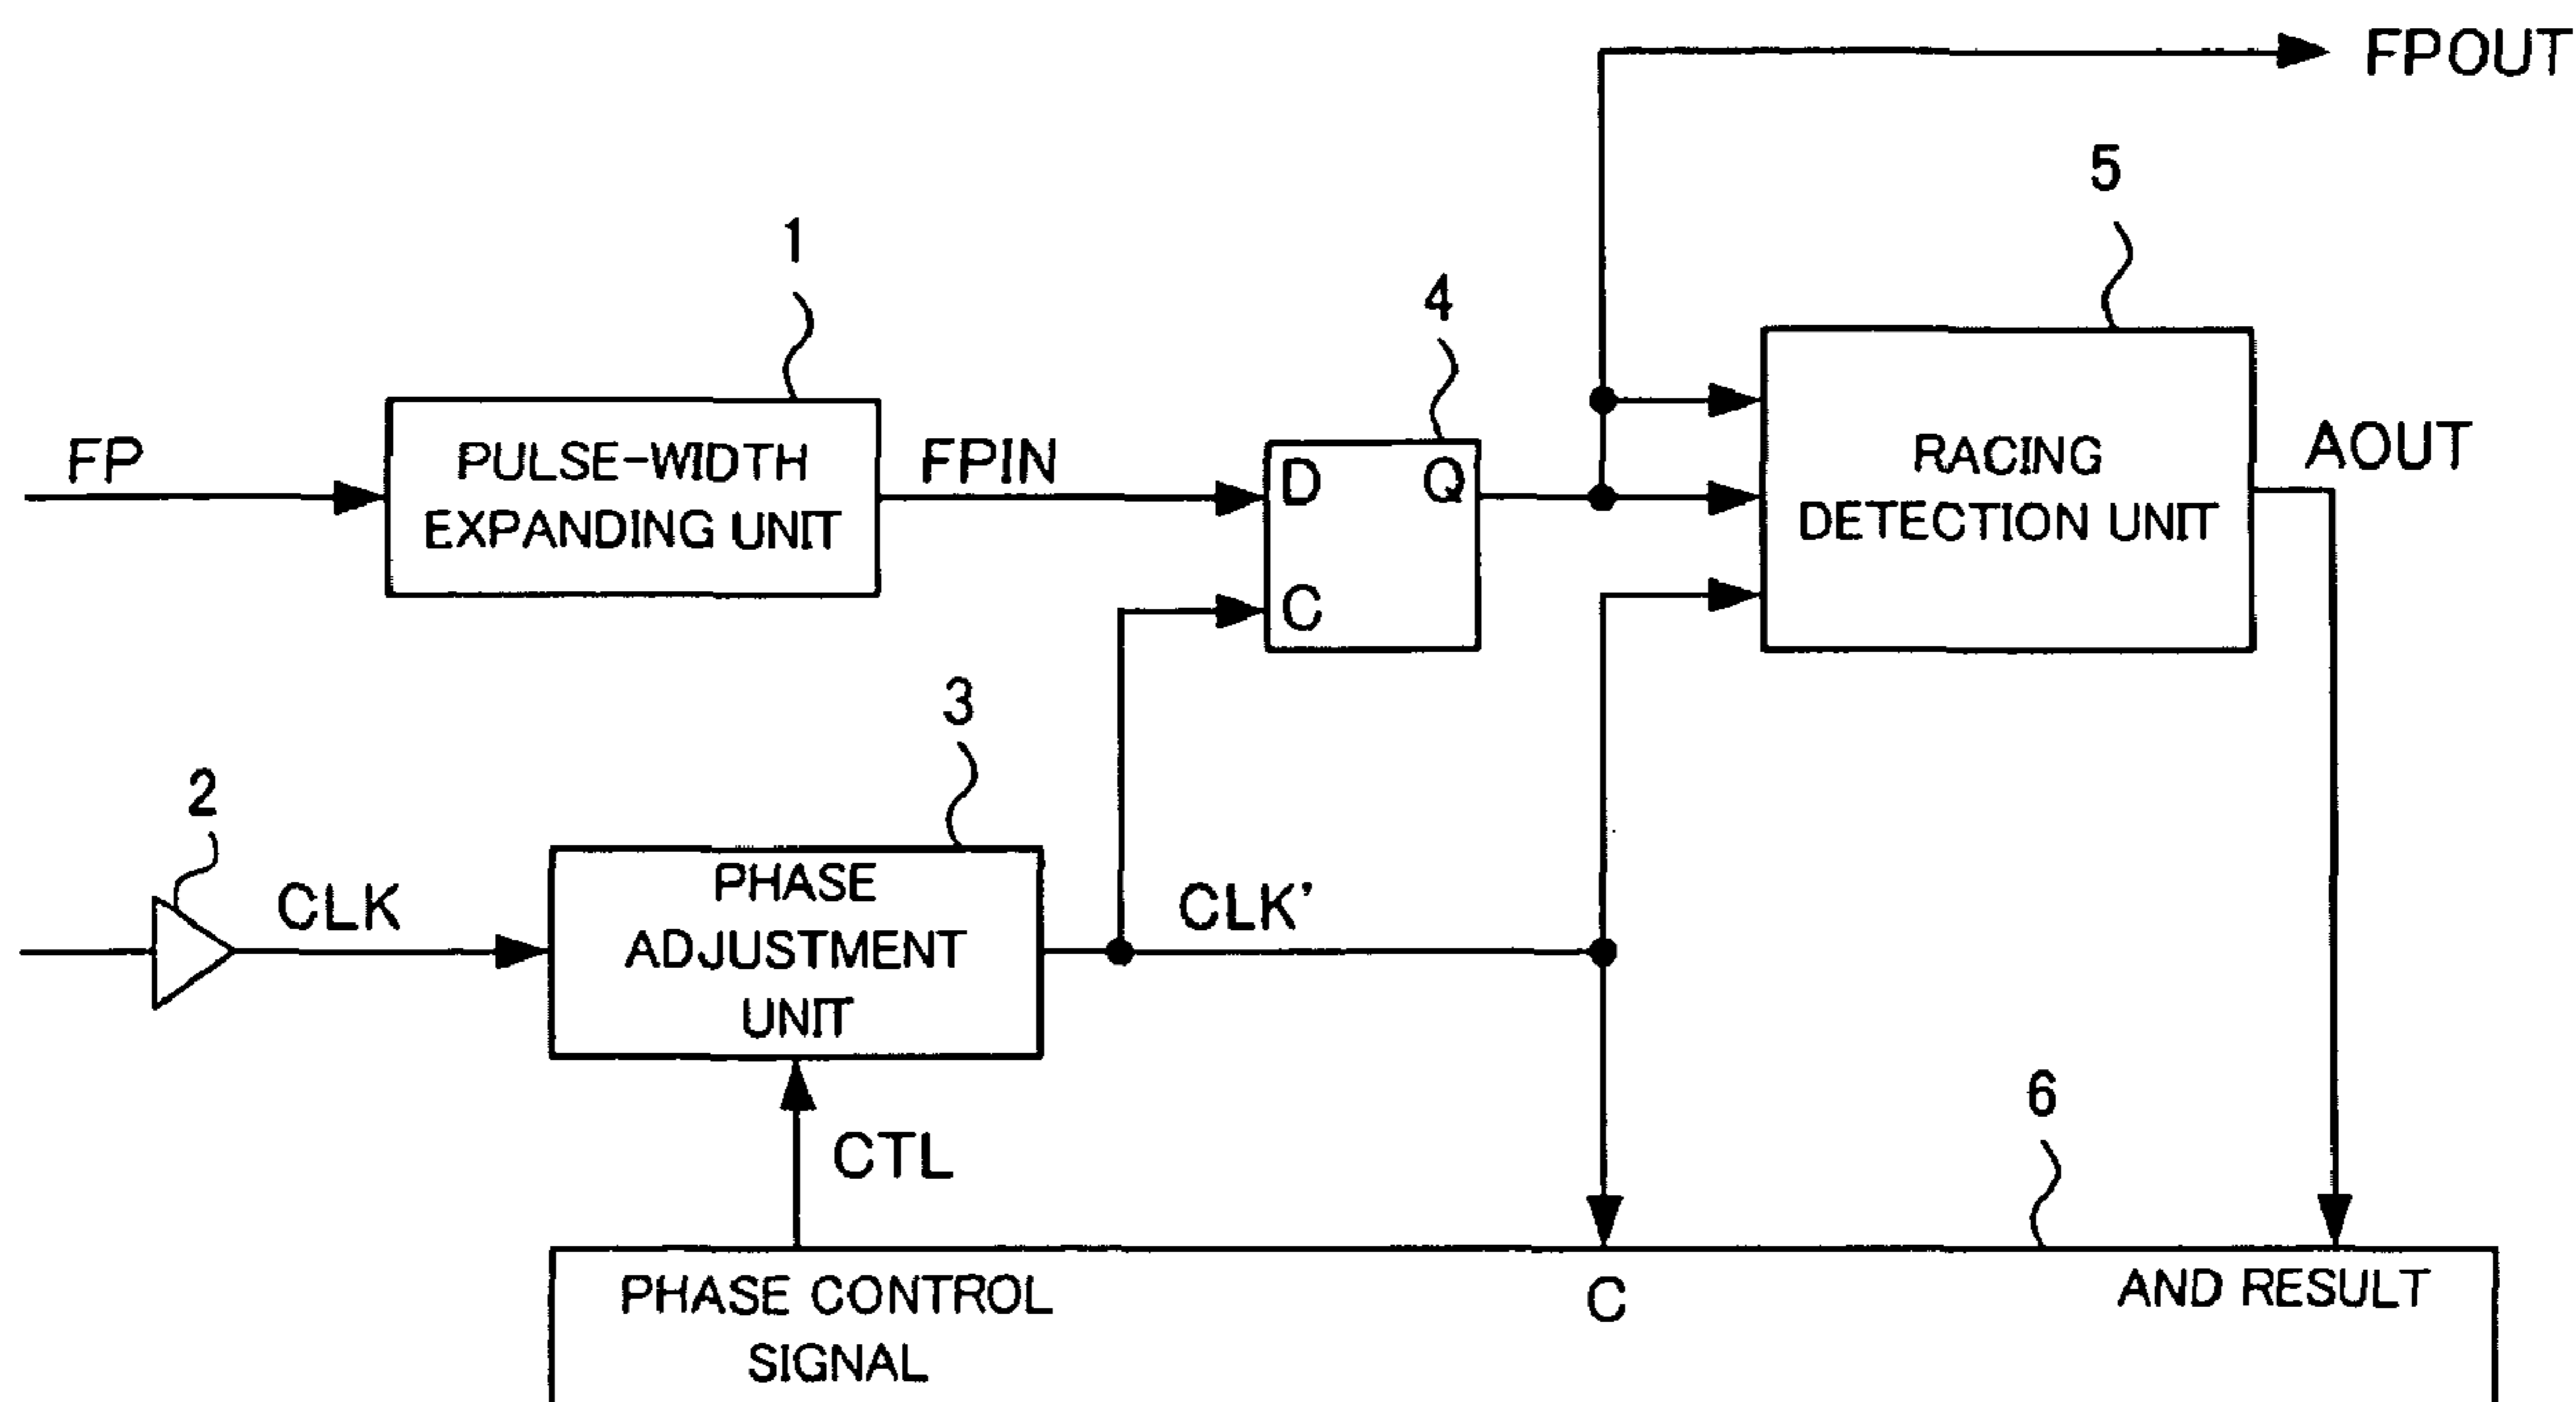 FPOUT
5
1
4
FP
PULSE-WIDTH
EXPANDING UNIT
FPIN
D
Q
C
RACING
DETECTION UNIT
AOUT
3
2
CLK
PHASE
ADJUSTMENT
UNIT
CLK'
CTL
6
PHASE CONTROL
SIGNAL
C
AND RESULT